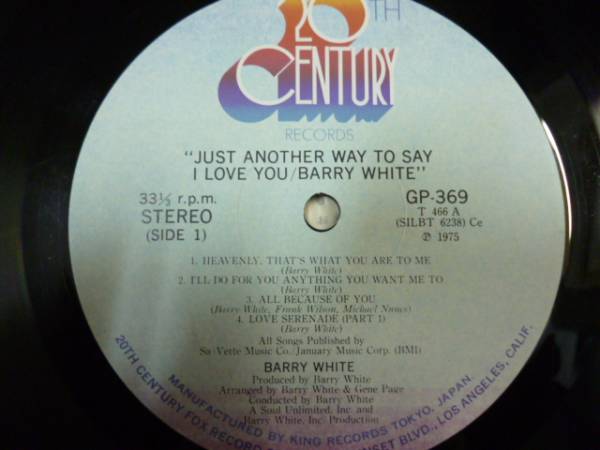 20TH
CENTURY
RECORDS
"JUST ANOTHER WAY TO SAY
I LOVE YOU/BARRY WHITE"
33⅓ r.p.m.
STEREO
(SIDE 1)
GP-369
T 466 A
(SILBT 6238) Ce
℗ 1975
1. HEAVENLY, THAT'S WHAT YOU ARE TO ME
(Barry White)
2. I'LL DO FOR YOU ANYTHING YOU WANT ME TO
(Barry White)
3. ALL BECAUSE OF YOU
(Barry White, Frank Wilson, Michael Nunes)
4. LOVE SERENADE (PART I)
(Barry White)
All Songs Published by
Sa-Vette Music Co./January Music Corp. (BMI)
BARRY WHITE
Produced by Barry White
Arranged by Barry White & Gene Page
Conducted by Barry White
A Soul Unlimited, Inc. and
Barry White, Inc. Production
MANUFACTURED BY KING RECORDS TOKYO, JAPAN
20TH CENTURY FOX RECORD SUNSET BLVD., LOS ANGELES, CALIF.